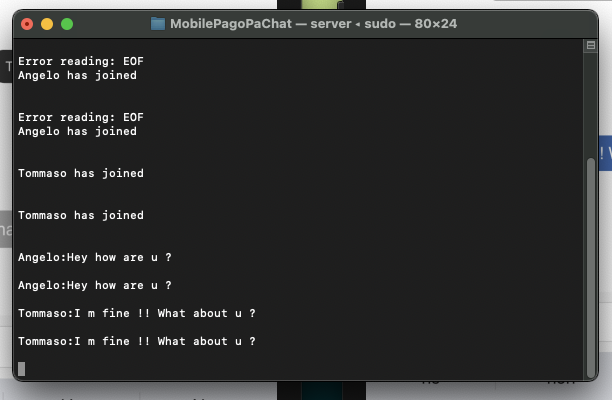 MobilePagoPaChat — server ◂ sudo — 80×24
Error reading: EOF
Angelo has joined
Error reading: EOF
Angelo has joined
Tommaso has joined
Tommaso has joined
Angelo:Hey how are u ?
Angelo:Hey how are u ?
Tommaso:I m fine !! What about u ?
Tommaso:I m fine !! What about u ?